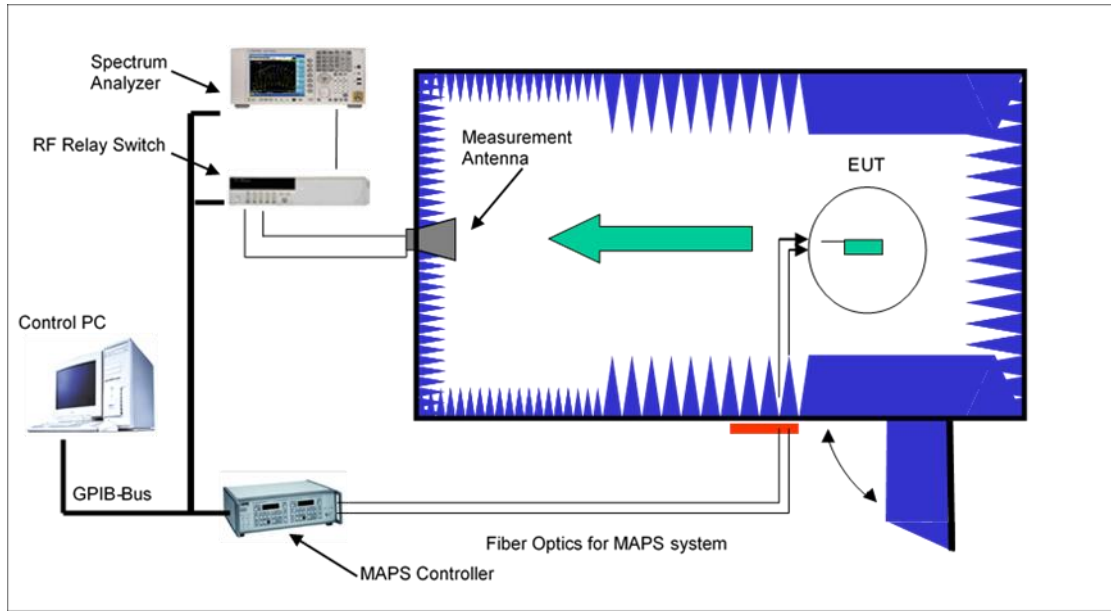 Spectrum
Analyzer
RF Relay Switch
Measurement
Antenna
EUT
Control PC
GPIB-Bus
Fiber Optics for MAPS system
MAPS Controller